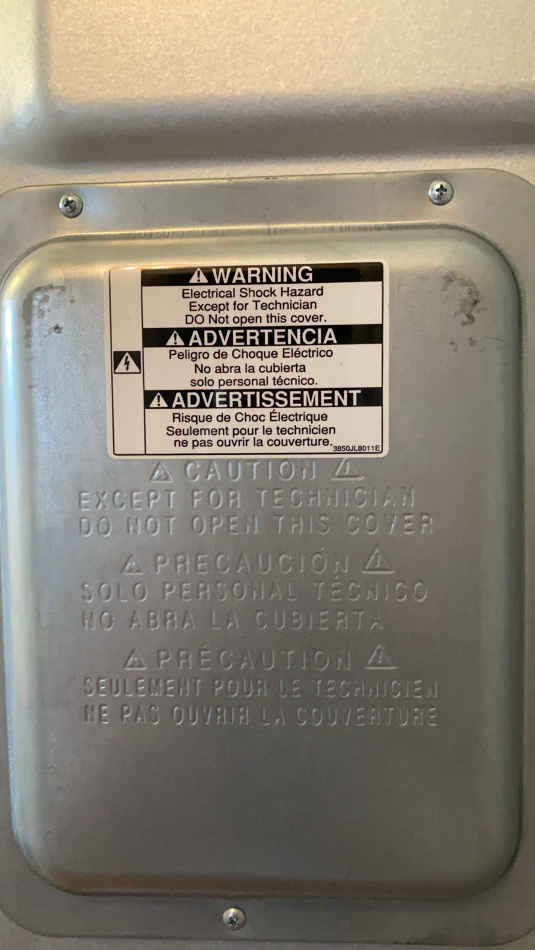 WARNING
Electrical Shock Hazard
Except for Technician
DO Not open this cover.
ADVERTENCIA
Peligro de Choque Eléctrico
No abra la cubierta
solo personal técnico.
ADVERTISSEMENT
Risque de Choc Électrique
Seulement pour le technicien
ne pas ouvrir la couverture.
3850JL8011E
CAUTION
EXCEPT FOR TECHNICIAN
DO NOT OPEN THIS COVER
PRECAUCIÓN
SOLO PERSONAL TÉCNICO
NO ABRA LA CUBIERTA
PRÉCAUTION
SEULEMENT POUR LE TECHNICIEN
NE PAS OUVRIR LA COUVERTURE